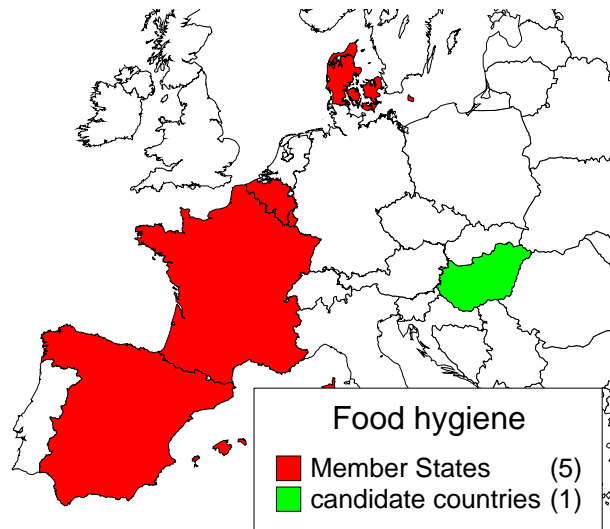 Food hygiene
Member States (5)
candidate countries (1)